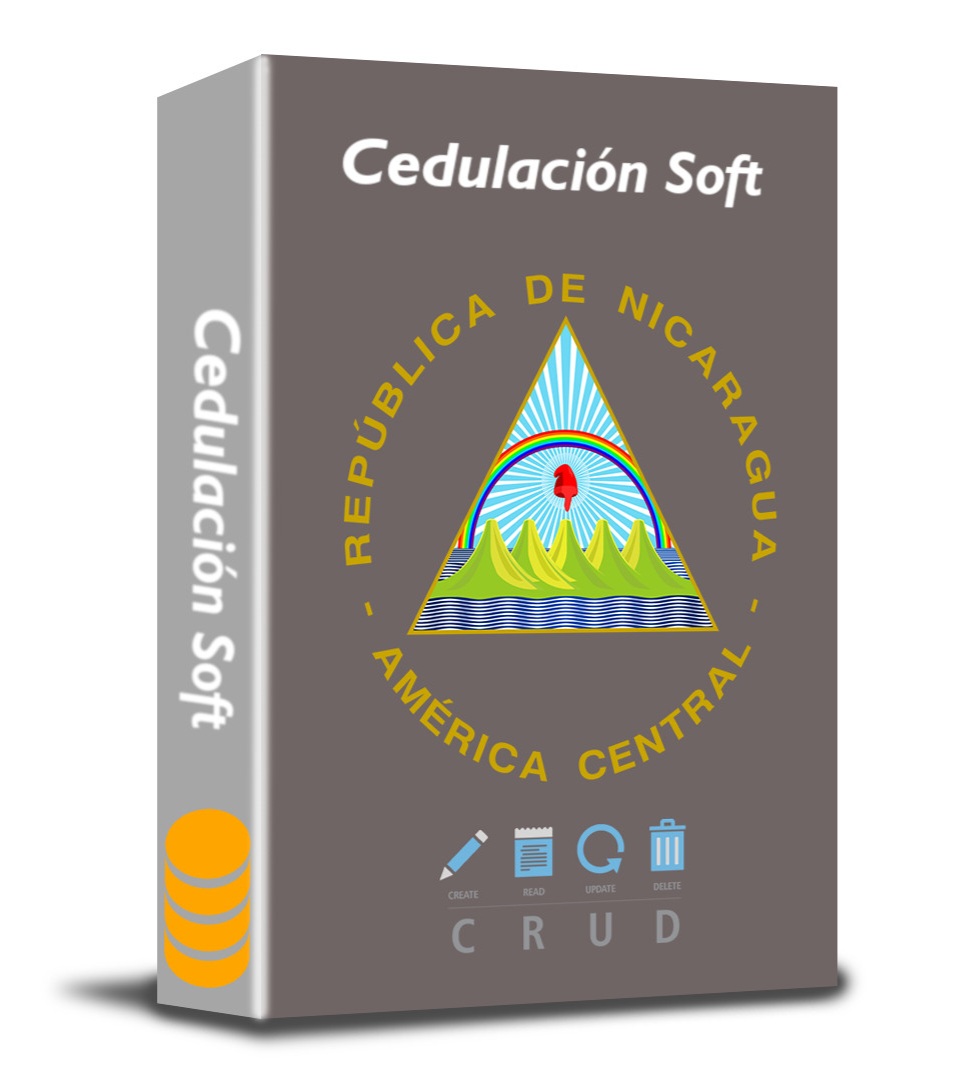 Cedulación Soft
Cedulación Soft
REPÚBLICA DE NICARAGUA
- AMÉRICA CENTRAL -
CREATE READ UPDATE DELETE
C R U D